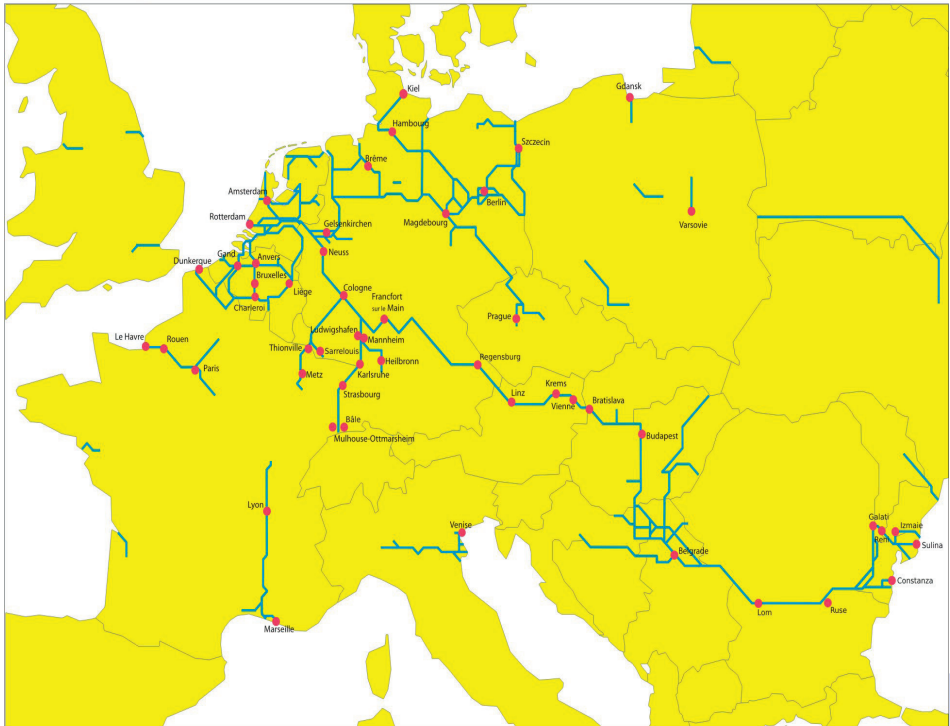 Kiel
Gdansk
Hambourg
Szczecin
Brême
Amsterdam
Berlin
Rotterdam
Magdebourg
Varsovie
Gelsenkirchen
Neuss
Gand
Anvers
Dunkerque
Bruxelles
Liège
Cologne
Francfort
sur le Main
Charleroi
Prague
Le Havre
Rouen
Ludwigshafen
Mannheim
Thionville
Sarrelouis
Heilbronn
Regensburg
Paris
Metz
Karlsruhe
Strasbourg
Linz
Krems
Vienne
Bratislava
Bâle
Mulhouse-Ottmarsheim
Budapest
Lyon
Venise
Galati
Izmaie
Reni
Sulina
Belgrade
Constanza
Lom
Ruse
Marseille